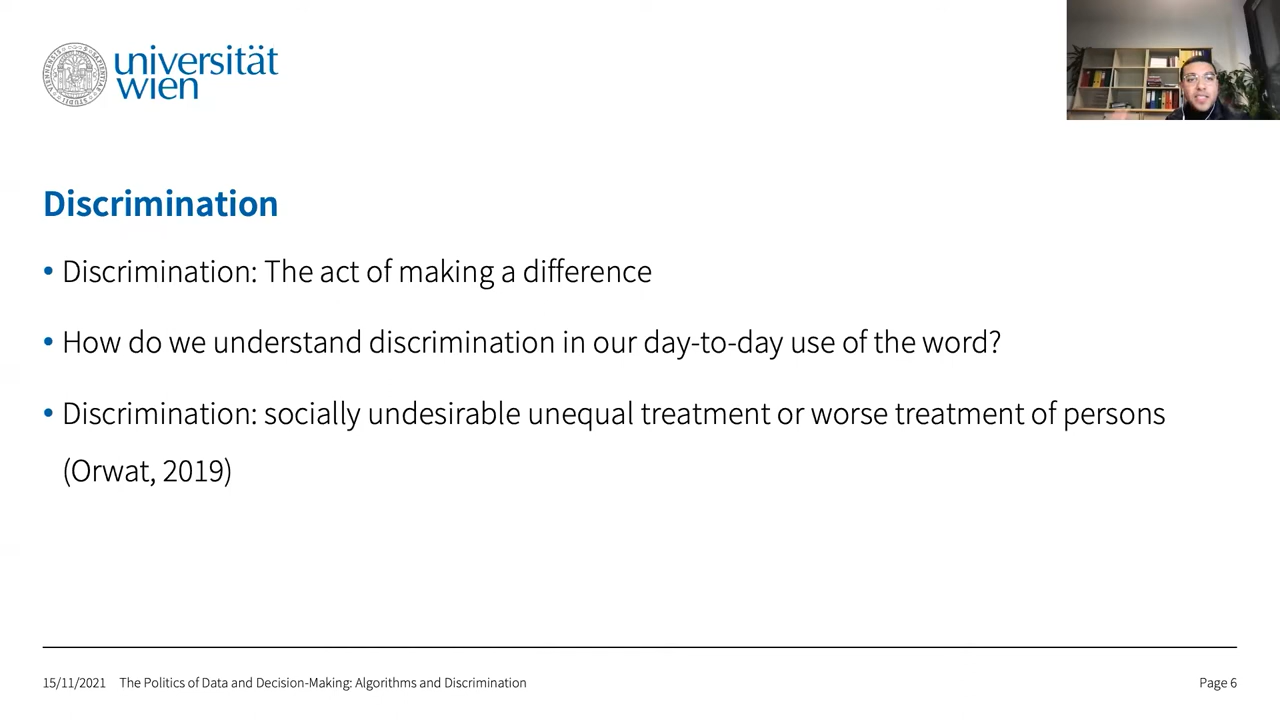 universität
wien
Discrimination
• Discrimination: The act of making a difference
• How do we understand discrimination in our day-to-day use of the word?
• Discrimination: socially undesirable unequal treatment or worse treatment of persons
(Orwat, 2019)
15/11/2021 The Politics of Data and Decision-Making: Algorithms and Discrimination Page 6